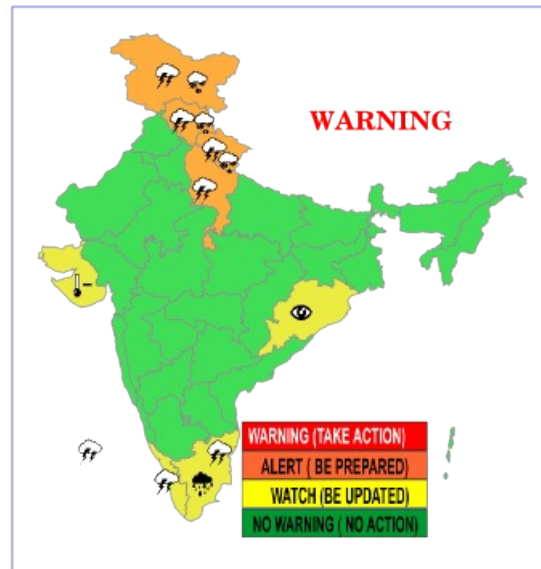 WARNING
WARNING (TAKE ACTION)
ALERT ( BE PREPARED)
WATCH (BE UPDATED)
NO WARNING ( NO ACTION)